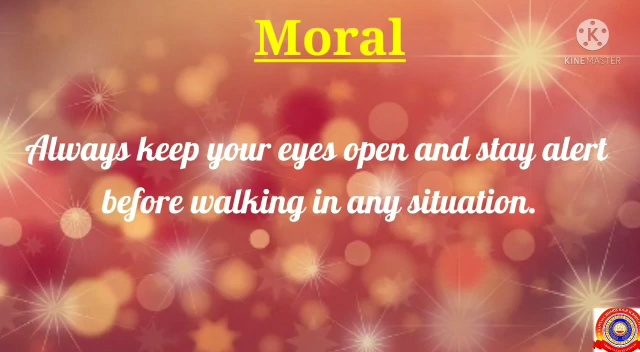 Moral
K
KINEMASTER
Always keep your eyes open and stay alert
before walking in any situation.